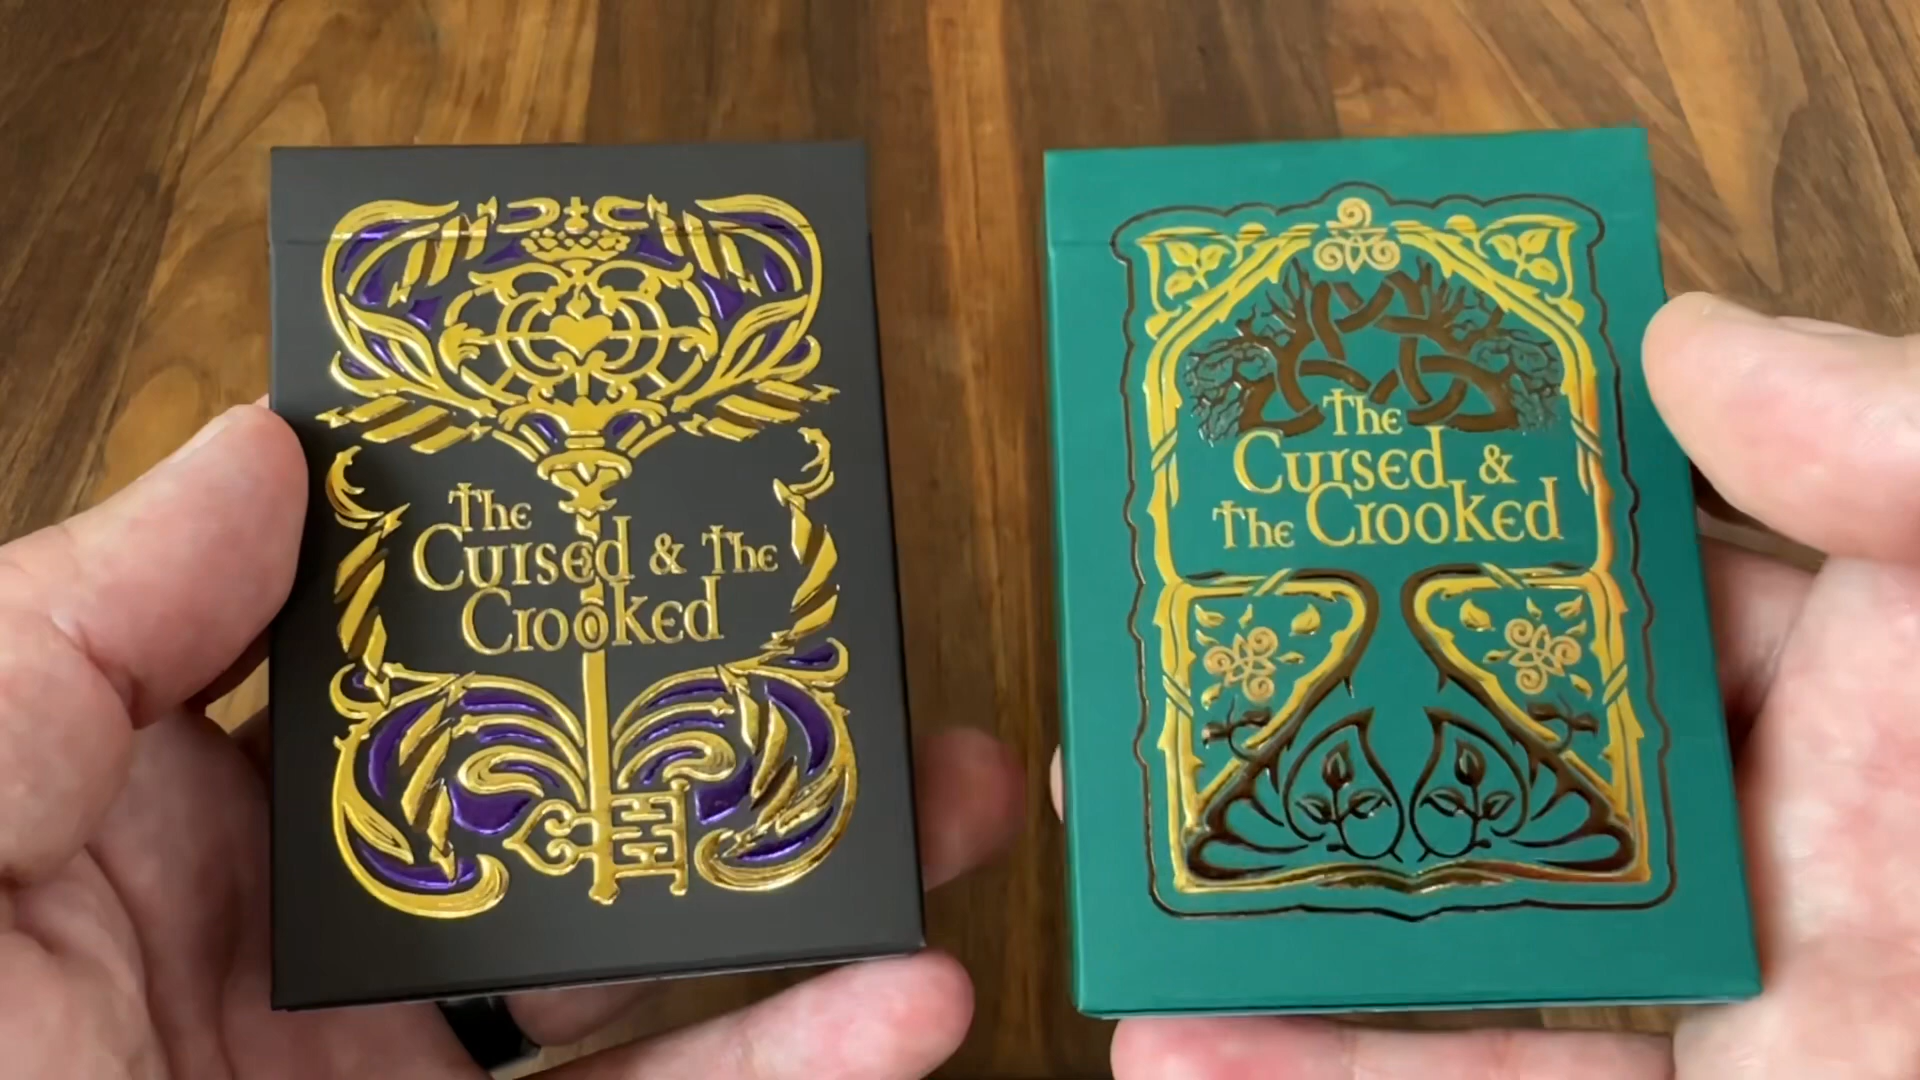 The
Cursed & The
Crooked
The
Cursed &
The Crooked